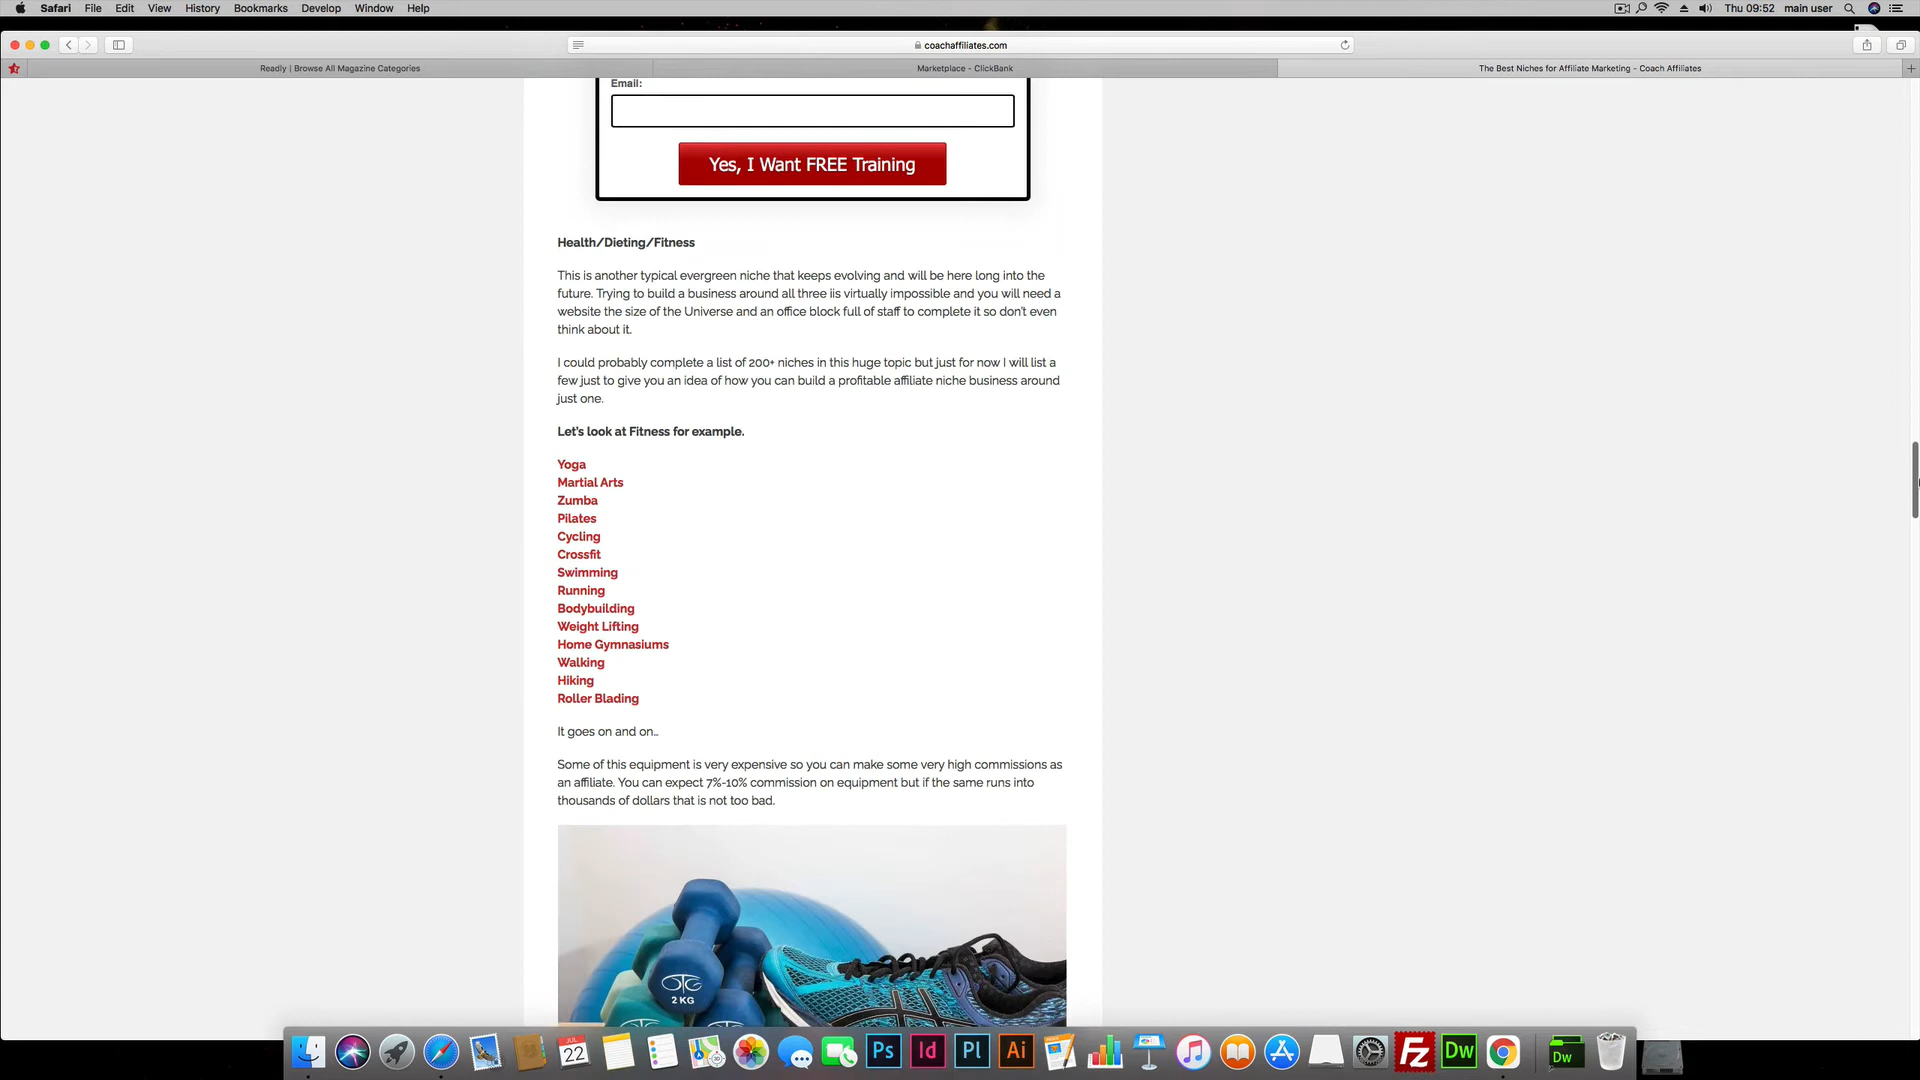 Safari File Edit View History Bookmarks Develop Window Help Thu 09:52 main user
coachaffiliates.com
Readly | Browse All Magazine Categories Marketplace - ClickBank The Best Niches for Affiliate Marketing - Coach Affiliates
Email:
Yes, I Want FREE Training
Health/Dieting/Fitness
This is another typical evergreen niche that keeps evolving and will be here long into the
future. Trying to build a business around all three iis virtually impossible and you will need a
website the size of the Universe and an office block full of staff to complete it so don't even
think about it.
I could probably complete a list of 200+ niches in this huge topic but just for now I will list a
few just to give you an idea of how you can build a profitable affiliate niche business around
just one.
Let's look at Fitness for example.
Yoga
Martial Arts
Zumba
Pilates
Cycling
Crossfit
Swimming
Running
Bodybuilding
Weight Lifting
Home Gymnasiums
Walking
Hiking
Roller Blading
It goes on and on…
Some of this equipment is very expensive so you can make some very high commissions as
an affiliate. You can expect 7%-10% commission on equipment but if the same runs into
thousands of dollars that is not too bad.
OTG
2 KG
JUL
22
Ps Id Pl Ai Fz Dw Dw